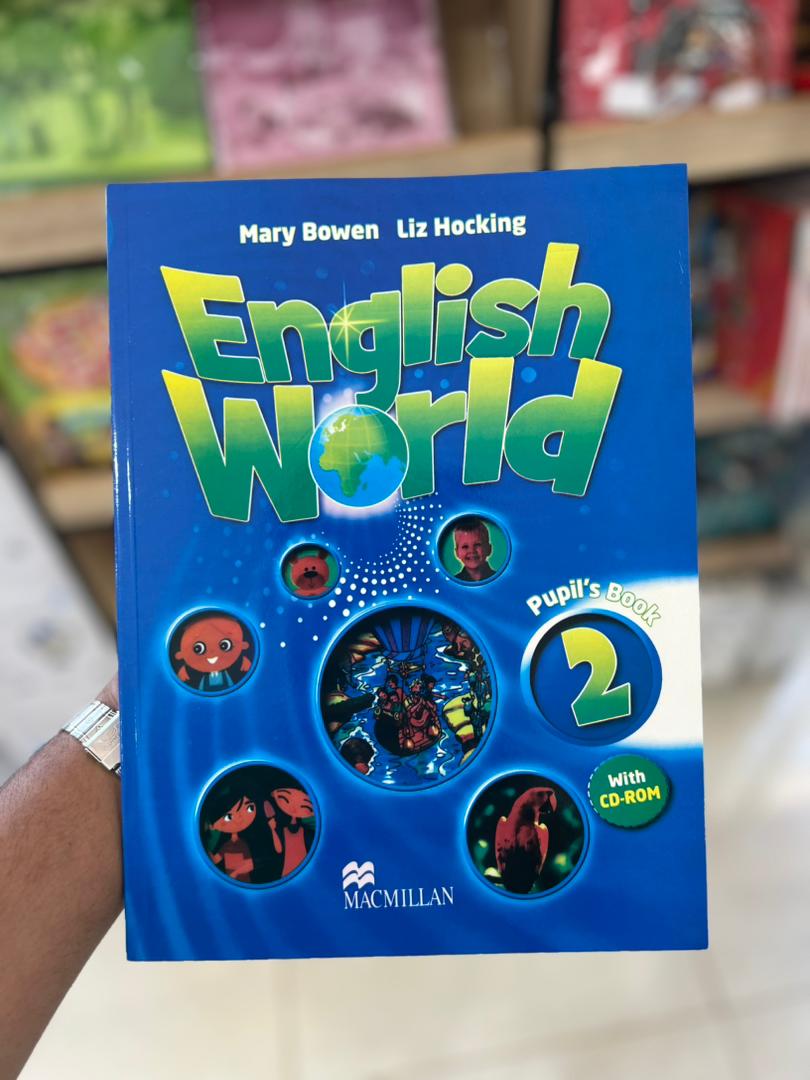 Mary Bowen Liz Hocking
English
World
Pupil's Book
2
With
CD-ROM
MACMILLAN